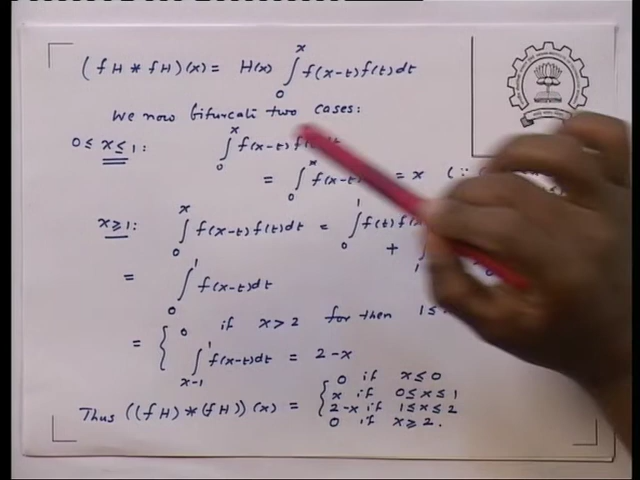 (fH * fH)(x) = H(x) ∫₀ˣ f(x-t)f(t)dt
We now bifurcate two cases:
0 ≤ x ≤ 1: ∫₀ˣ f(x-t) f(t)dt
= ∫₀ˣ f(x-t) = x (∵
x ≥ 1: ∫₀ˣ f(x-t)f(t)dt = ∫₀¹ f(t)f(x
+ ∫₁
= ∫₀¹ f(x-t)dt
= { 0 if x>2 for then 1≤
∫ₓ₋₁¹ f(x-t)dt = 2-x
Thus ((fH)*(fH))(x) = { 0 if x ≤ 0
x if 0≤x≤1
2-x if 1≤x≤2
0 if x≥2.